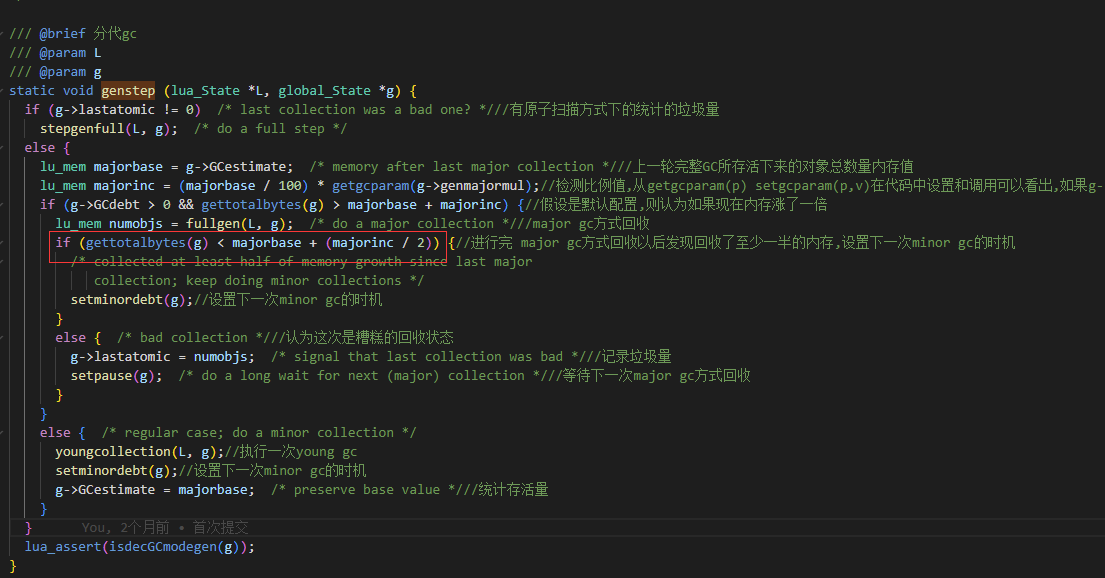 /// @brief 分代gc
/// @param L
/// @param g
static void genstep (lua_State *L, global_State *g) {
if (g->lastatomic != 0)  /* last collection was a bad one? *///有原子扫描方式下的统计的垃圾量
stepgenfull(L, g);  /* do a full step */
else {
lu_mem majorbase = g->GCestimate;  /* memory after last major collection *///上一轮完整GC所存活下来的对象总数量内存值
lu_mem majorinc = (majorbase / 100) * getgcparam(g->genmajormul);//检测比例值,从getgcparam(p) setgcparam(p,v)在代码中设置和调用可以看出,如果g-
if (g->GCdebt > 0 && gettotalbytes(g) > majorbase + majorinc) {//假设是默认配置,则认为如果现在内存涨了一倍
lu_mem numobjs = fullgen(L, g);  /* do a major collection *///major gc方式回收
if (gettotalbytes(g) < majorbase + (majorinc / 2)) {//进行完 major gc方式回收以后发现回收了至少一半的内存,设置下一次minor gc的时机
/* collected at least half of memory growth since last major
collection; keep doing minor collections */
setminordebt(g);//设置下一次minor gc的时机
}
else {  /* bad collection *///认为这次是糟糕的回收状态
g->lastatomic = numobjs;  /* signal that last collection was bad *///记录垃圾量
setpause(g);  /* do a long wait for next (major) collection *///等待下一次major gc方式回收
}
}
else {  /* regular case; do a minor collection */
youngcollection(L, g);//执行一次young gc
setminordebt(g);//设置下一次minor gc的时机
g->GCestimate = majorbase;  /* preserve base value *///统计存活量
}
}      You, 2个月前 • 首次提交
lua_assert(isdecGCmodegen(g));
}